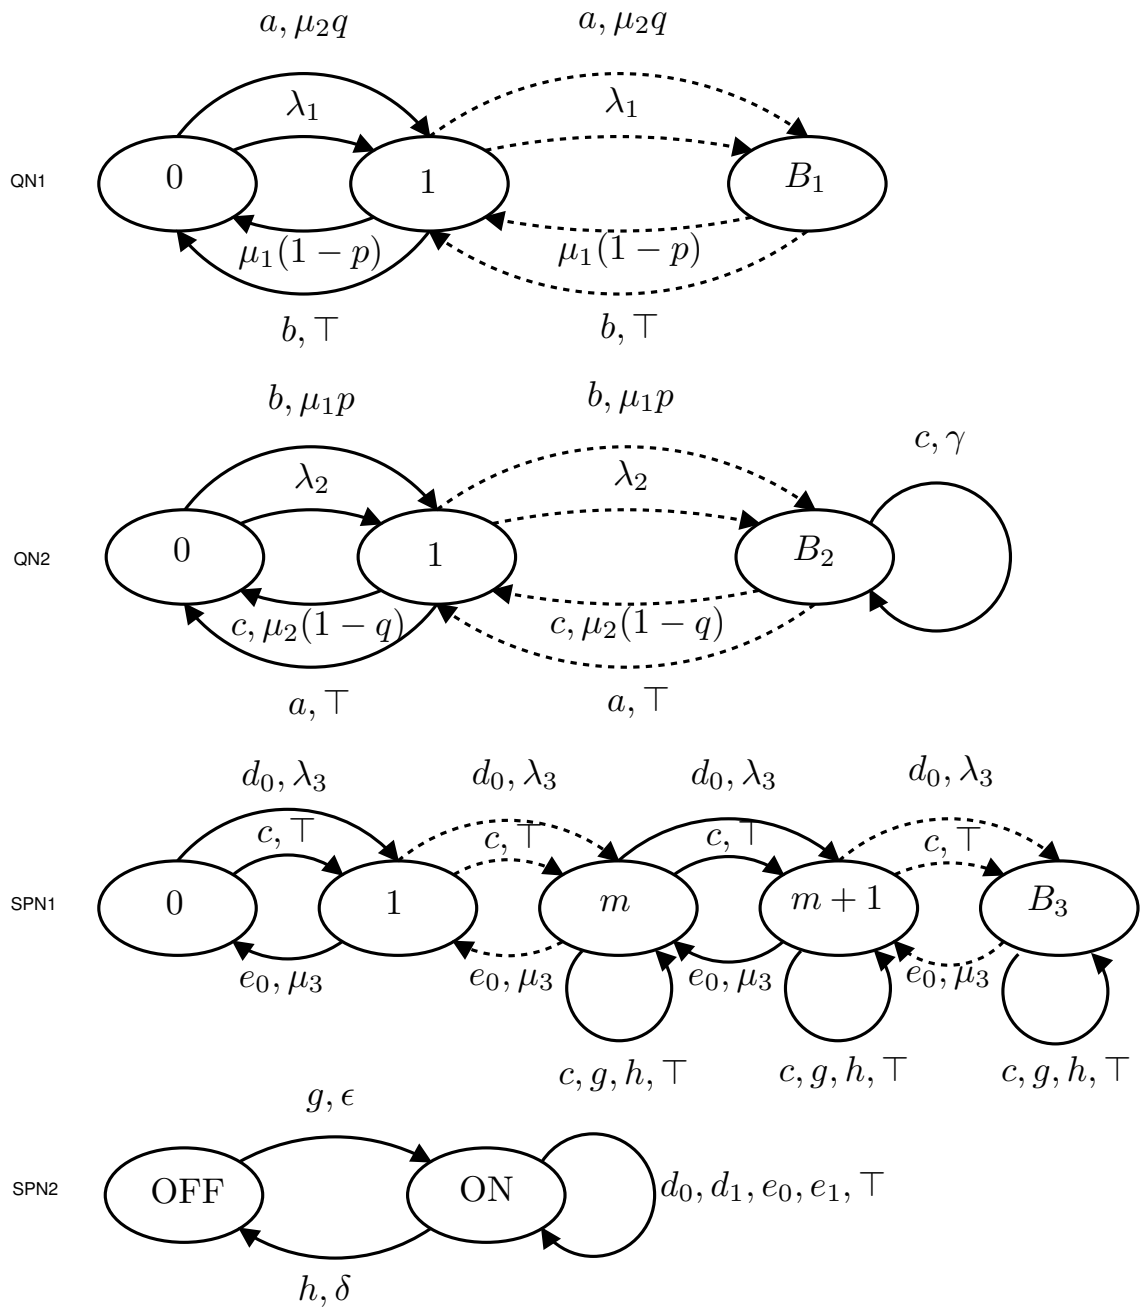 a, μ₂q a, μ₂q
λ₁ λ₁
QN1 0 1 B₁
μ₁(1 − p) μ₁(1 − p)
b, ⊤ b, ⊤
b, μ₁p b, μ₁p
c, γ
λ₂ λ₂
QN2 0 1 B₂
c, μ₂(1 − q) c, μ₂(1 − q)
a, ⊤ a, ⊤
d₀, λ₃ d₀, λ₃ d₀, λ₃ d₀, λ₃
c, ⊤ c, ⊤ c, ⊤ c, ⊤
SPN1 0 1 m m + 1 B₃
e₀, μ₃ e₀, μ₃ e₀, μ₃ e₀, μ₃
c, g, h, ⊤ c, g, h, ⊤ c, g, h, ⊤
g, ϵ
SPN2 OFF ON d₀, d₁, e₀, e₁, ⊤
h, δ